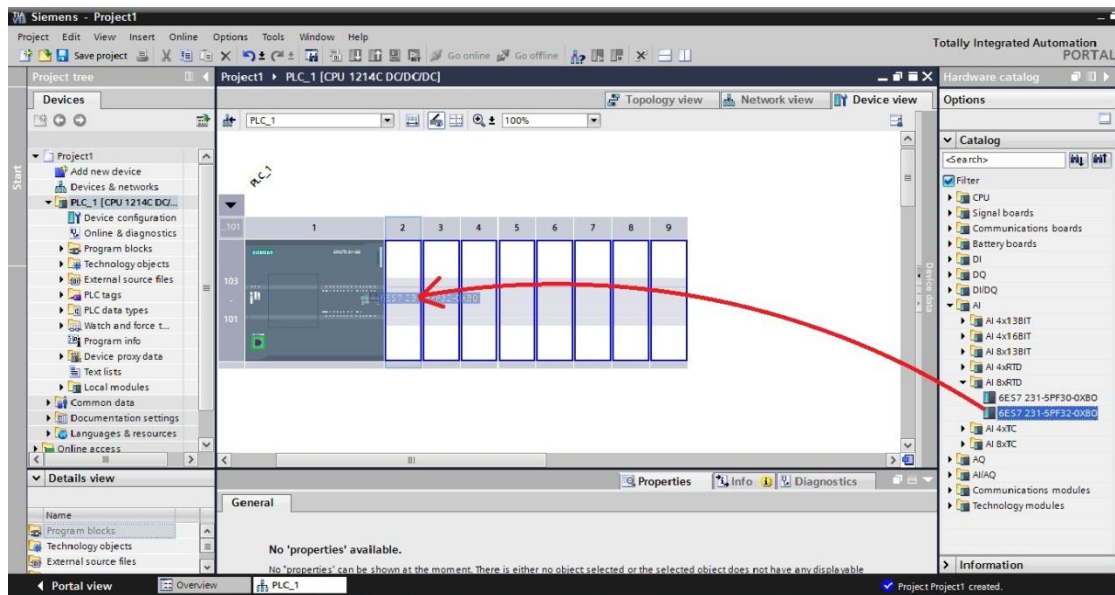 Siemens - Project1
Project Edit View Insert Online Options Tools Window Help
Save project Go online Go offline
Totally Integrated Automation
PORTAL
Project tree
Devices
Start
Project1
Add new device
Devices & networks
PLC_1 [CPU 1214C DC/...
Device configuration
Online & diagnostics
Program blocks
Technology objects
External source files
PLC tags
PLC data types
Watch and force t...
Program info
Device proxy data
Text lists
Local modules
Common data
Documentation settings
Languages & resources
Online access
Details view
Name
Program blocks
Technology objects
External source files
Project1 ▸ PLC_1 [CPU 1214C DC/DC/DC]
Topology view Network view Device view
PLC_1 100%
PLC_1
...101 1 2 3 4 5 6 7 8 9
SIEMENS
103
-
101
Device data
Properties Info Diagnostics
General
No 'properties' available.
No 'properties' can be shown at the moment. There is either no object selected or the selected object does not have any displayable
Hardware catalog
Options
Catalog
<Search>
Filter
CPU
Signal boards
Communications boards
Battery boards
DI
DQ
DI/DQ
AI
AI 4x13BIT
AI 4x16BIT
AI 8x13BIT
AI 4xRTD
AI 8xRTD
6ES7 231-5PF30-0XB0
6ES7 231-5PF32-0XB0
AI 4xTC
AI 8xTC
AQ
AI/AQ
Communications modules
Technology modules
Information
Portal view Overview PLC_1 Project Project1 created.